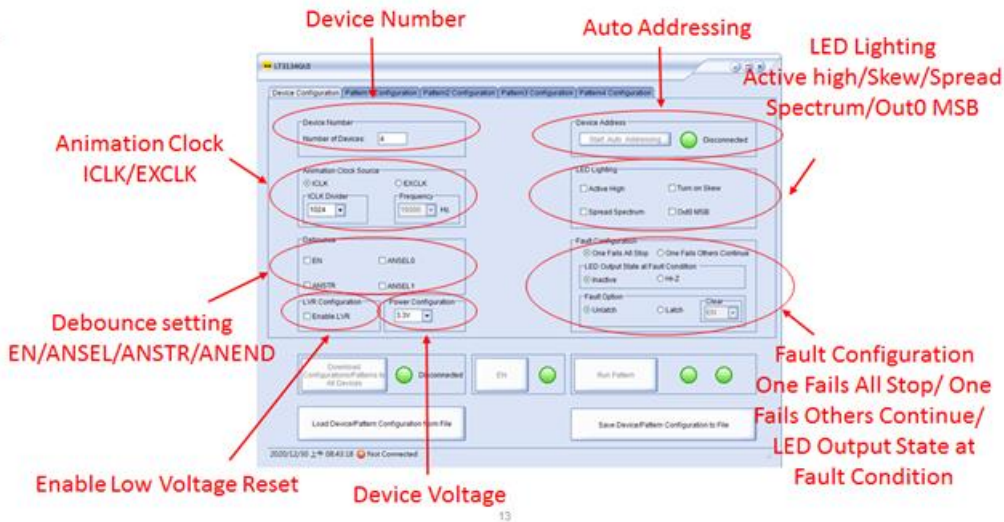 Device Number
Auto Addressing
LED Lighting
Active high/Skew/Spread
Spectrum/Out0 MSB
Animation Clock
ICLK/EXCLK
Debounce setting
EN/ANSEL/ANSTR/ANEND
Enable Low Voltage Reset
Device Voltage
Fault Configuration
One Fails All Stop/ One
Fails Others Continue/
LED Output State at
Fault Condition
Device Configuration Pattern1 Configuration Pattern2 Configuration Pattern3 Configuration Pattern4 Configuration
Device Number
Number of Devices: 4
Device Address
Start Auto Addressing Disconnected
Animation Clock Source
ICLK EXCLK
ICLK Divider Frequency
1024 Hz
LED Lighting
Active High Turn on Skew
Spread Spectrum Out0 MSB
Debounce
EN ANSEL0
ANSTR ANSEL1
LVR Configuration Power Configuration
Enable LVR 3.3V
Fault Configuration
One Fails All Stop One Fails Others Continue
LED Output State at Fault Condition
Inactive Hi-Z
Fault Option Clear
Unlatch Latch EN
Download
Configurations/Patterns to
All Devices
Disconnected EN Run Pattern
Load Device/Pattern Configuration from File Save Device/Pattern Configuration to File
2020/12/30 上午 08:43:18 Not Connected
13